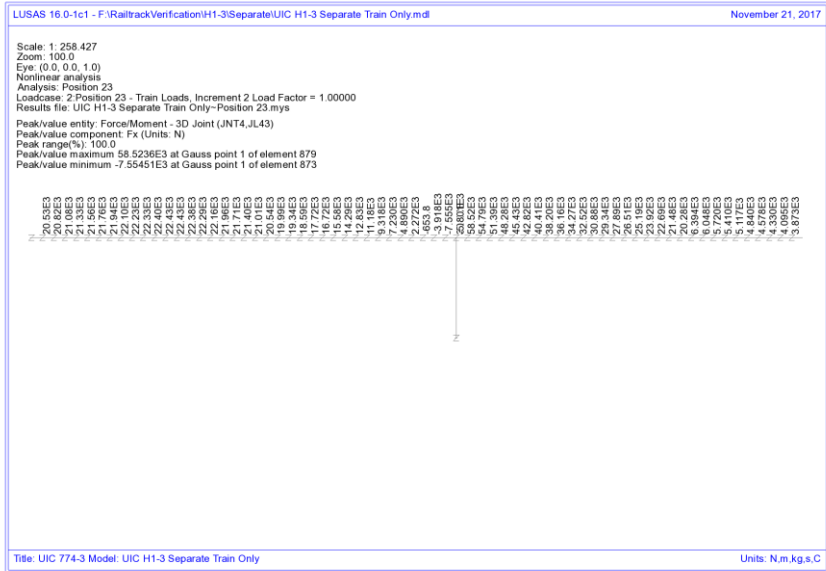 LUSAS 16.0-1c1 - F:\RailtrackVerification\H1-3\Separate\UIC H1-3 Separate Train Only.mdl November 21, 2017
Scale: 1: 258.427
Zoom: 100.0
Eye: (0.0, 0.0, 1.0)
Nonlinear analysis
Analysis: Position 23
Loadcase: 2:Position 23 - Train Loads, Increment 2 Load Factor = 1.00000
Results file: UIC H1-3 Separate Train Only~Position 23.mys
Peak/value entity: Force/Moment - 3D Joint (JNT4,JL43)
Peak/value component: Fx (Units: N)
Peak range(%): 100.0
Peak/value maximum 58.5236E3 at Gauss point 1 of element 879
Peak/value minimum -7.55451E3 at Gauss point 1 of element 873
20.53E3
20.82E3
21.08E3
21.33E3
21.56E3
21.76E3
21.94E3
22.10E3
22.23E3
22.33E3
22.40E3
22.43E3
22.43E3
22.38E3
22.29E3
22.16E3
21.96E3
21.71E3
21.40E3
21.01E3
20.54E3
19.99E3
19.34E3
18.59E3
17.72E3
16.72E3
15.58E3
14.29E3
12.83E3
11.18E3
9.318E3
7.230E3
4.890E3
2.272E3
-653.8
-3.918E3
-7.555E3
58.52E3
54.79E3
51.39E3
48.28E3
45.43E3
42.82E3
40.41E3
38.20E3
36.16E3
34.27E3
32.52E3
30.88E3
29.34E3
27.89E3
26.51E3
25.19E3
23.92E3
22.69E3
21.48E3
20.28E3
6.394E3
6.048E3
5.720E3
5.410E3
5.117E3
4.840E3
4.578E3
4.330E3
4.095E3
3.873E3
Title: UIC 774-3 Model: UIC H1-3 Separate Train Only Units: N,m,kg,s,C